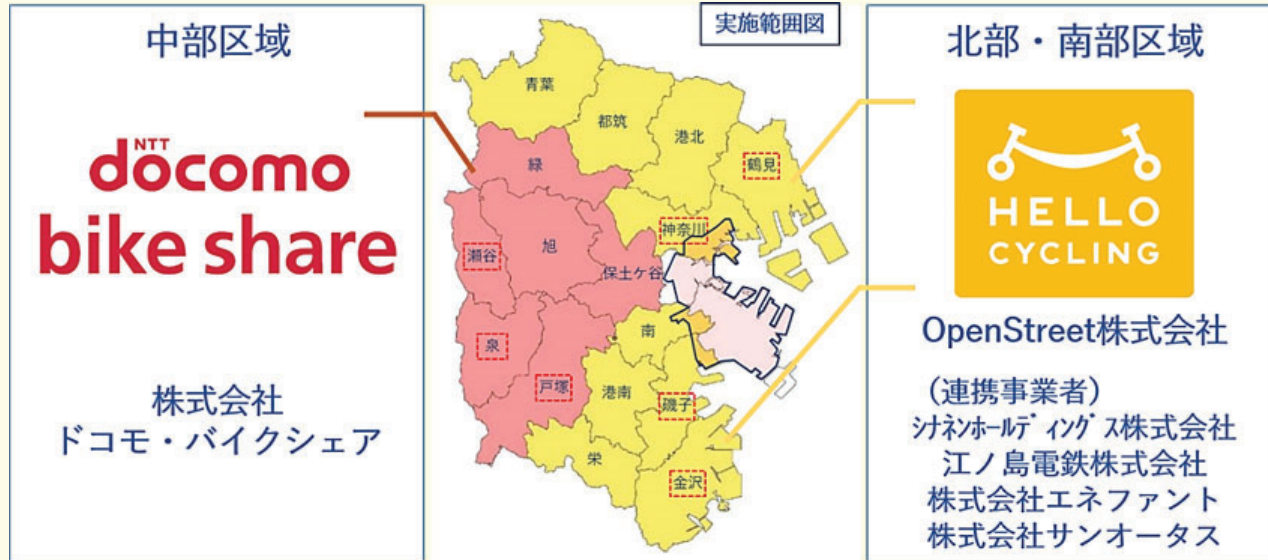 中部区域
NTT
docomo
bike share
株式会社
ドコモ・バイクシェア
実施範囲図
青葉
都筑
港北
緑
鶴見
神奈川
旭
瀬谷
保土ケ谷
南
泉
戸塚
港南
磯子
栄
金沢
北部・南部区域
HELLO
CYCLING
OpenStreet株式会社
（連携事業者）
ｼﾅﾈﾝﾎｰﾙﾃﾞｨﾝｸﾞｽ株式会社
江ノ島電鉄株式会社
株式会社エネファント
株式会社サンオータス